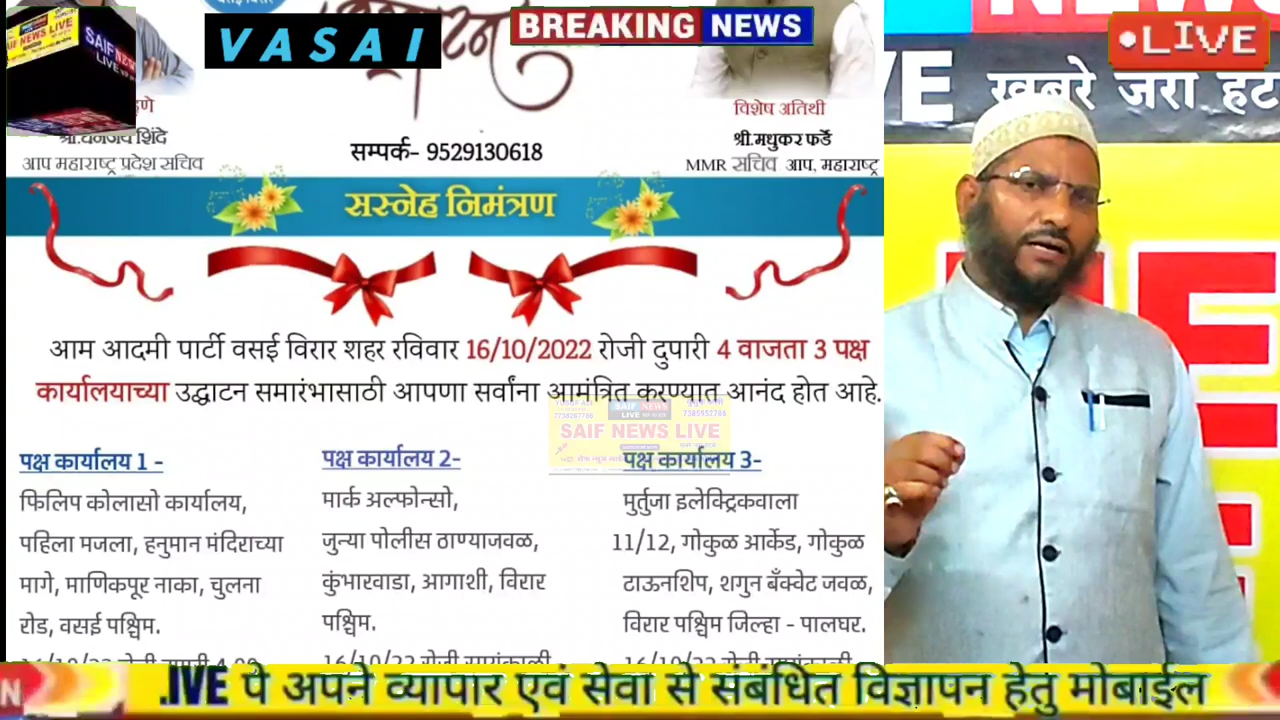 SAIF NEWS LIVE
VASAI
BREAKING NEWS
LIVE
VE
खबरे जरा हट
श्री.धनंजय शिंदे
आप महाराष्ट्र प्रदेश सचिव
सम्पर्क- 9529130618
विशेष अतिथी
श्री.मधुकर फर्डे
MMR सचिव आप, महाराष्ट्र
सस्नेह निमंत्रण
आम आदमी पार्टी वसई विरार शहर रविवार 16/10/2022 रोजी दुपारी 4 वाजता 3 पक्ष
कार्यालयाच्या उद्घाटन समारंभासाठी आपणा सर्वांना आमंत्रित करण्यात आनंद होत आहे.
SAIF NEWS LIVE
पक्ष कार्यालय 1 -
फिलिप कोलासो कार्यालय,
पहिला मजला, हनुमान मंदिराच्या
मागे, माणिकपूर नाका, चुलना
रोड, वसई पश्चिम.
पक्ष कार्यालय 2-
मार्क अल्फोन्सो,
जुन्या पोलीस ठाण्याजवळ,
कुंभारवाडा, आगाशी, विरार
पश्चिम.
पक्ष कार्यालय 3-
मुर्तुजा इलेक्ट्रिकवाला
11/12, गोकुळ आर्केड, गोकुळ
टाऊनशिप, शगुन बँक्वेट जवळ,
विरार पश्चिम जिल्हा - पालघर.
.IVE पे अपने व्यापार एवं सेवा से संबंधित विज्ञापन हेतु मोबाईल